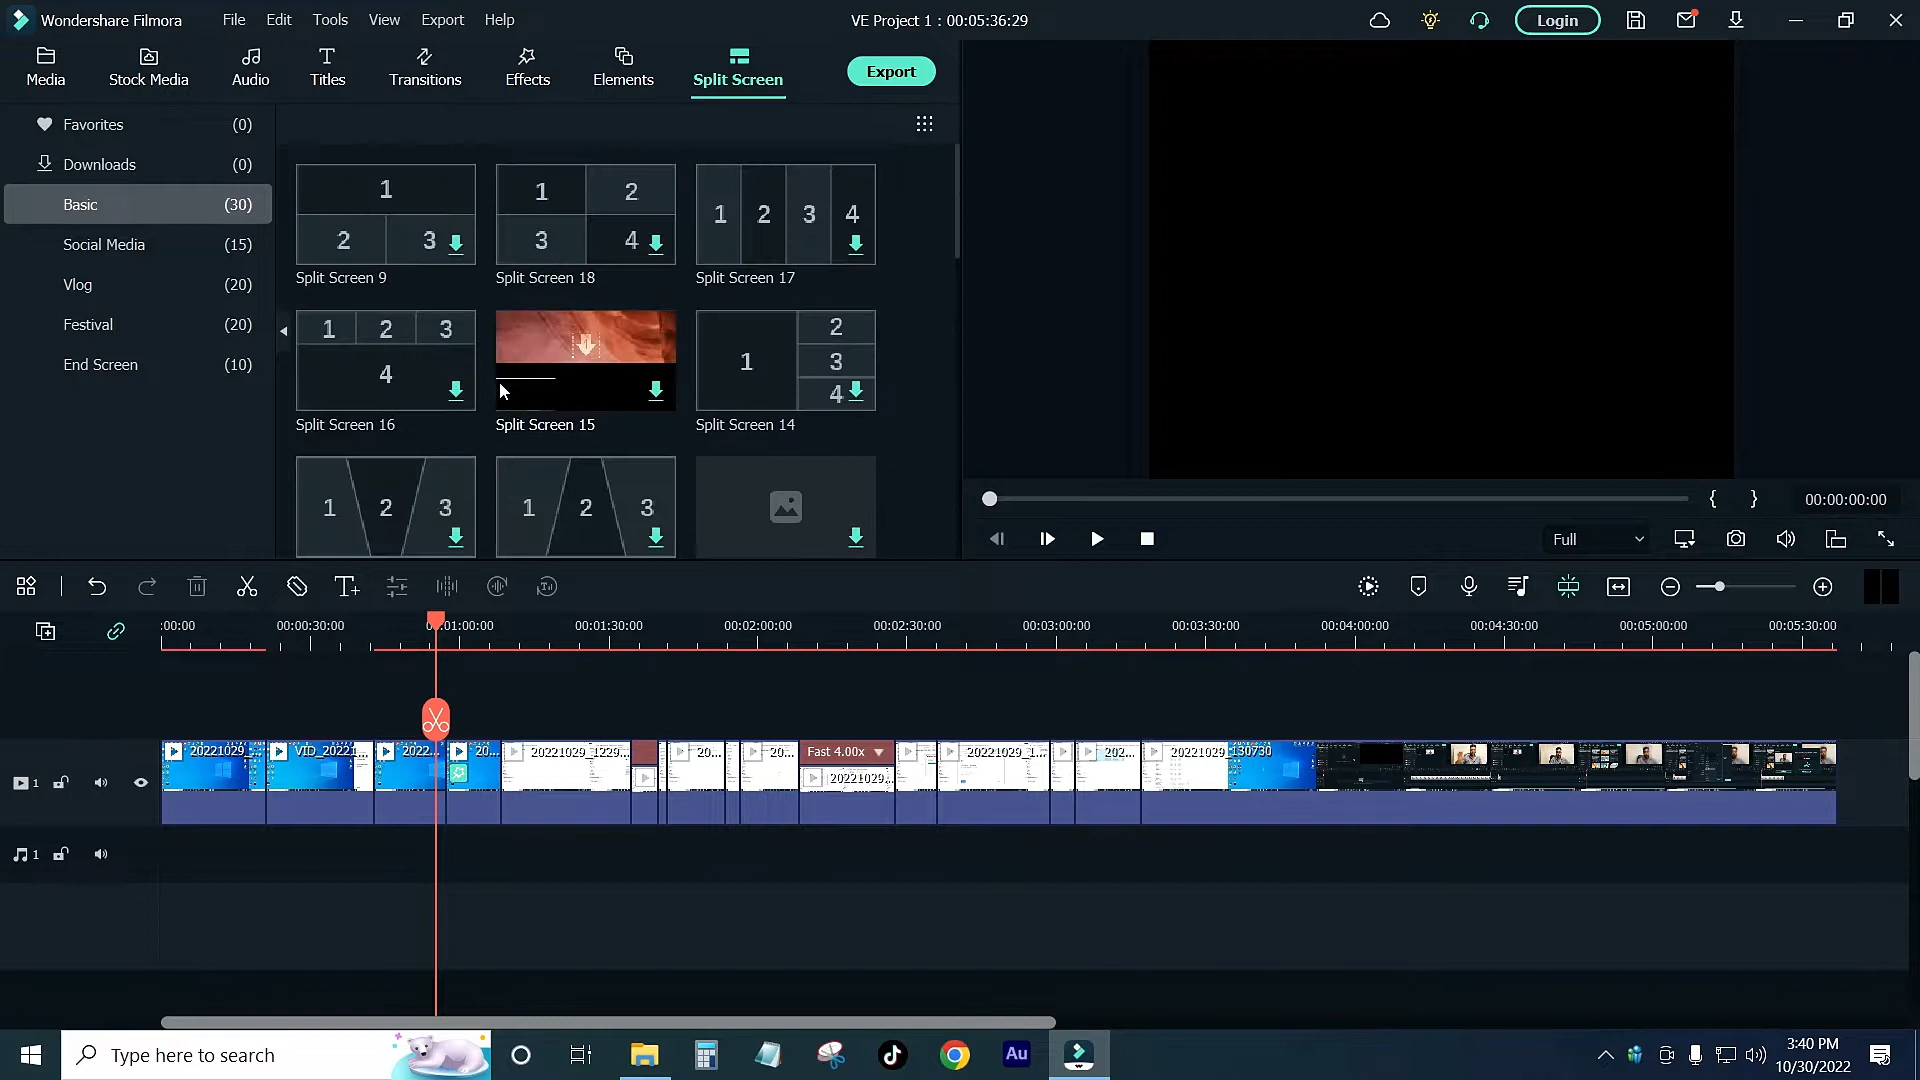 Wondershare Filmora
File Edit Tools View Export Help
VE Project 1 : 00:05:36:29
Login
Media Stock Media Audio Titles Transitions Effects Elements Split Screen
Export
Favorites (0)
Downloads (0)
Basic (30)
Social Media (15)
Vlog (20)
Festival (20)
End Screen (10)
1 2 3
Split Screen 9
1 2 3 4
Split Screen 18
1 2 3 4
Split Screen 17
1 2 3 4
Split Screen 16
Split Screen 15
1 2 3 4
Split Screen 14
1 2 3
1 2 3
{ } 00:00:00:00
Full
:00:00 00:00:30:00 00:01:00:00 00:01:30:00 00:02:00:00 00:02:30:00 00:03:00:00 00:03:30:00 00:04:00:00 00:04:30:00 00:05:00:00 00:05:30:00
20221029_... VID_20221... 2022... 20... 20221029_1229... 20... 20... Fast 4.00x 20221029_1... 202... 20221029_130730
20221029...
1
1
Type here to search
Au
3:40 PM
10/30/2022